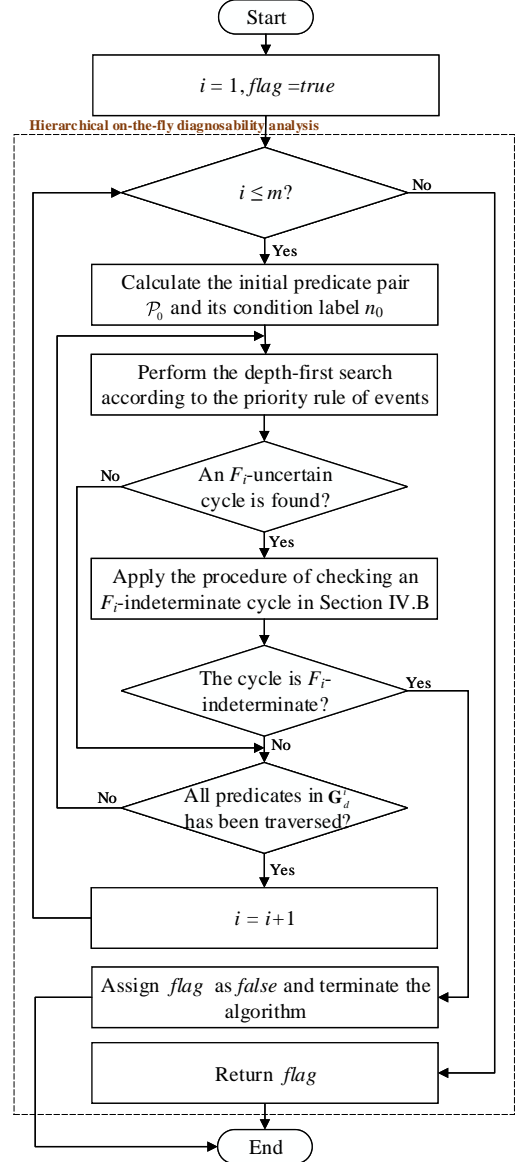 Start
i = 1, flag =true
Hierarchical on-the-fly diagnosability analysis
i ≤ m?
No
Yes
Calculate the initial predicate pair
𝒫₀ and its condition label n₀
Perform the depth-first search
according to the priority rule of events
No
An Fᵢ-uncertain
cycle is found?
Yes
Apply the procedure of checking an
Fᵢ-indeterminate cycle in Section IV.B
The cycle is Fᵢ-
indeterminate?
Yes
No
No
All predicates in G_d^i
has been traversed?
Yes
i = i+1
Assign flag as false and terminate the
algorithm
Return flag
End